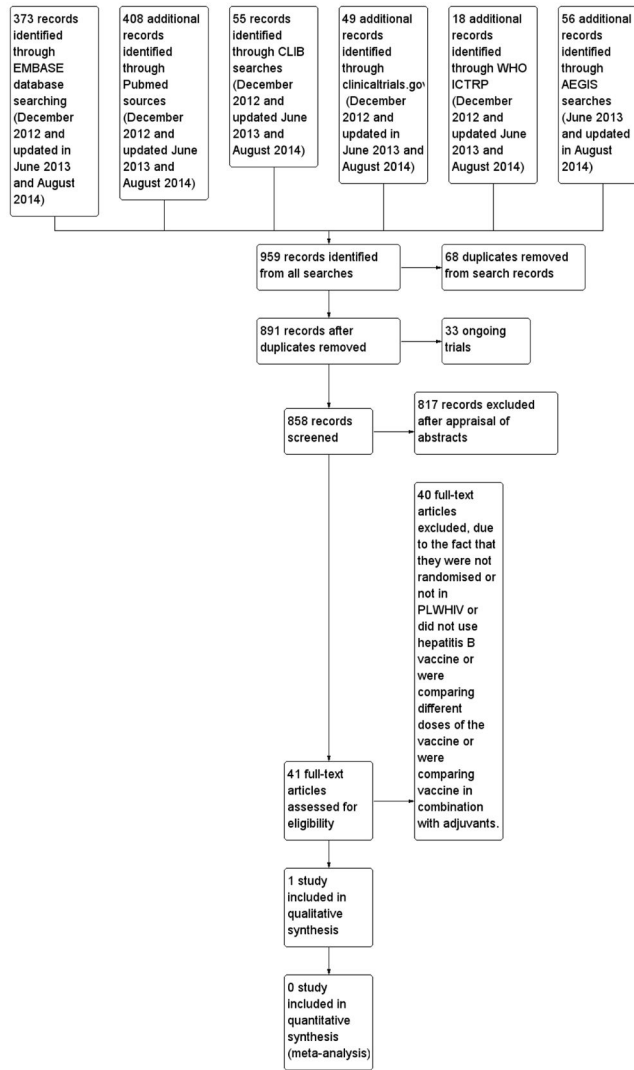 373 records
identified
through
EMBASE
database
searching
(December
2012 and
updated in
June 2013
and August
2014)
408 additional
records
identified
through
Pubmed
sources
(December
2012 and
updated June
2013 and
August 2014)
55 records
identified
through CLIB
searches
(December
2012 and
updated June
2013 and
August 2014)
49 additional
records
identified
through
clinicaltrials.gov
(December
2012 and
updated in
June 2013 and
August 2014)
18 additional
records
identified
through WHO
ICTRP
(December
2012 and
updated June
2013 and
August 2014)
56 additional
records
identified
through
AEGIS
searches
(June 2013
and updated
in August
2014)
959 records identified
from all searches
68 duplicates removed
from search records
891 records after
duplicates removed
33 ongoing
trials
858 records
screened
817 records excluded
after appraisal of
abstracts
40 full-text
articles
excluded, due
to the fact that
they were not
randomised or
not in
PLWHIV or
did not use
hepatitis B
vaccine or
were
comparing
different
doses of the
vaccine or
were
comparing
vaccine in
combination
with adjuvants.
41 full-text
articles
assessed for
eligibility
1 study
included in
qualitative
synthesis
0 study
included in
quantitative
synthesis
(meta-analysis)